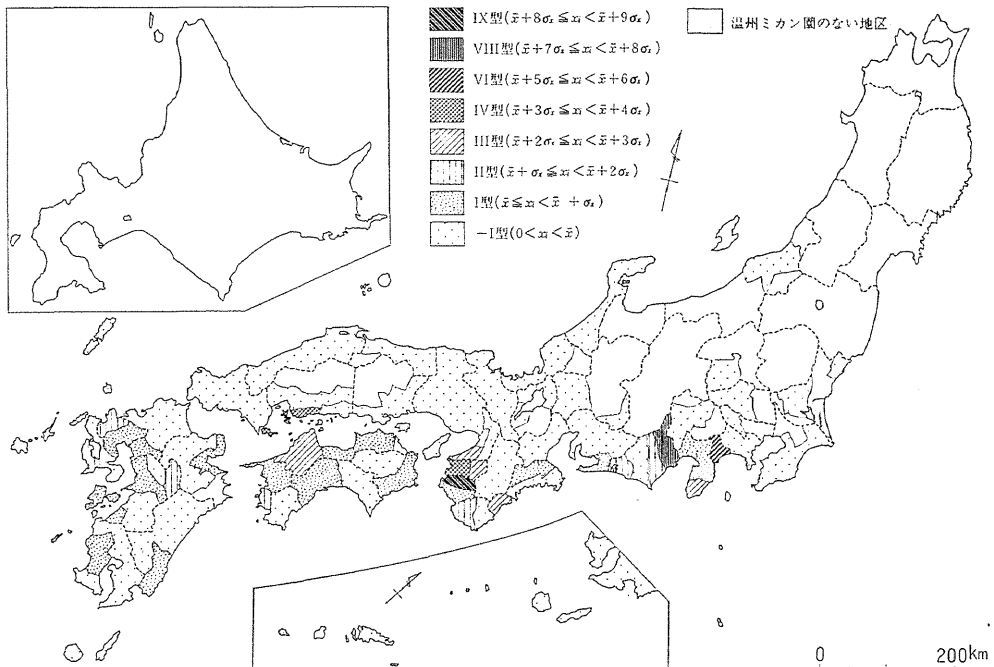 IX型(x̄+8σₓ≦xᵢ<x̄+9σₓ)
VIII型(x̄+7σₓ≦xᵢ<x̄+8σₓ)
VI型(x̄+5σₓ≦xᵢ<x̄+6σₓ)
IV型(x̄+3σₓ≦xᵢ<x̄+4σₓ)
III型(x̄+2σₓ≦xᵢ<x̄+3σₓ)
II型(x̄+σₓ≦xᵢ<x̄+2σₓ)
I型(x̄≦xᵢ<x̄+σₓ)
-I型(0<xᵢ<x̄)
温州ミカン園のない地区
0 200km